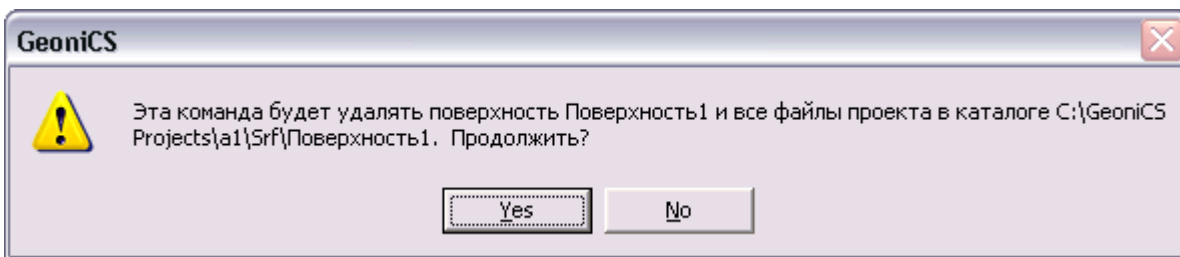 GeoniCS
Эта команда будет удалять поверхность Поверхность1 и все файлы проекта в каталоге C:\GeoniCS
Projects\a1\Srf\Поверхность1.  Продолжить?
Yes
No